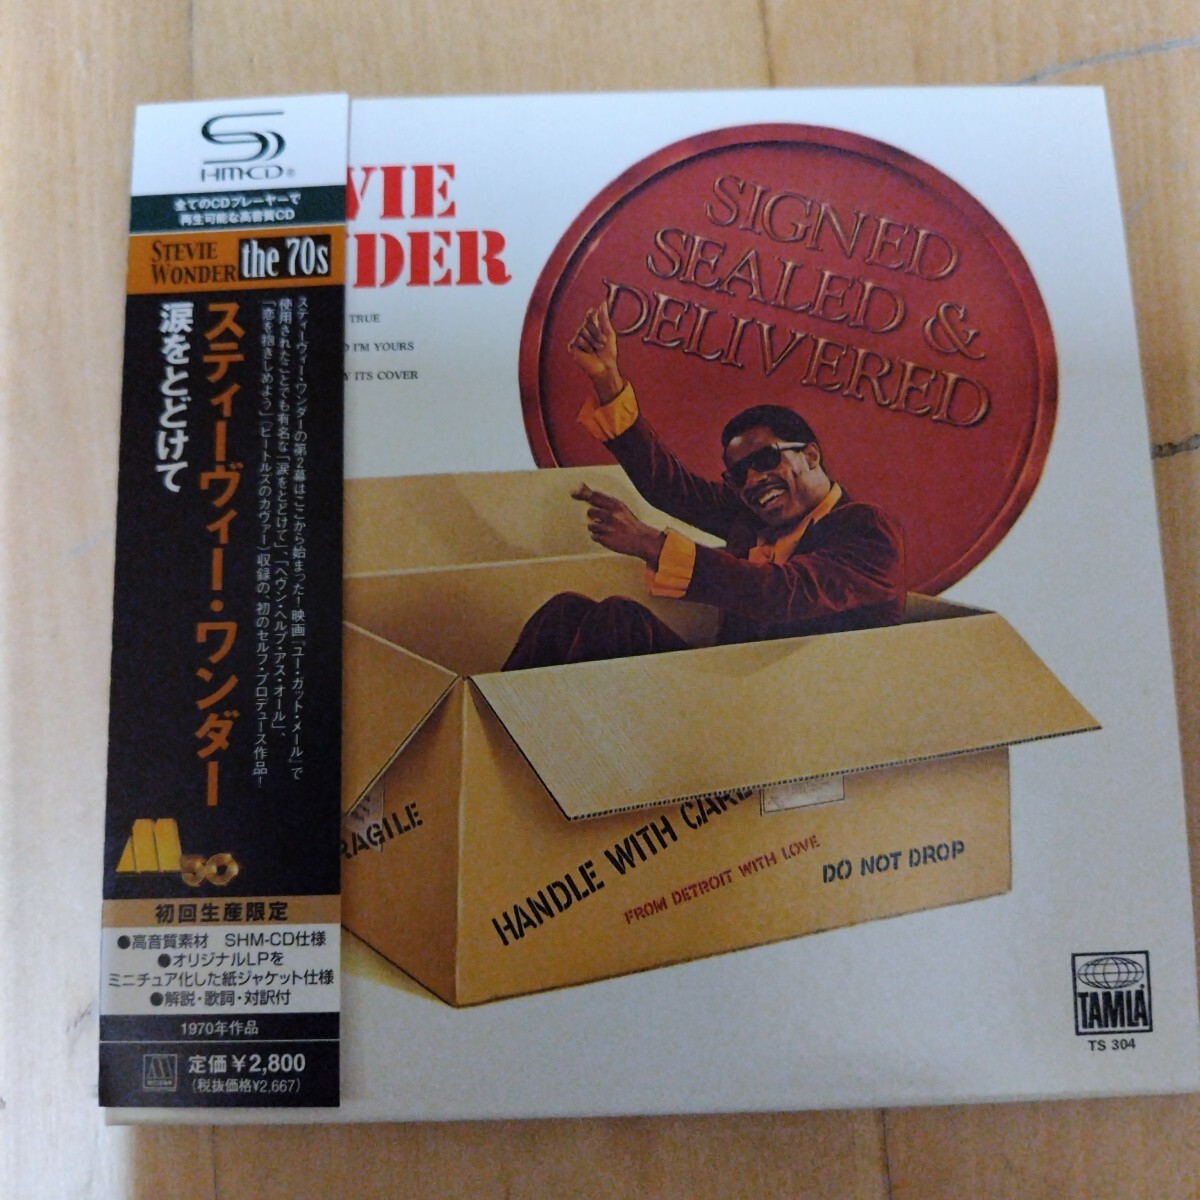 SHM-CD®
全てのCDプレーヤーで
再生可能な高音質CD
STEVIE
WONDER
the 70s
スティーヴィー・ワンダー
涙をとどけて
スティーヴィー・ワンダーの第2幕はここから始まった！映画「ユー・ガット・メール」で
使用されたことでも有名な「涙をとどけて」、「ヘヴン・ヘルプ・アス・オール」、
「恋を抱きしめよう」（ビートルズのカヴァー）収録の、初のセルフ・プロデュース作品！
50
初回生産限定
●高音質素材 SHM-CD仕様
●オリジナルLPを
ミニチュア化した紙ジャケット仕様
●解説・歌詞・対訳付
1970年作品
定価¥2,800
(税抜価格¥2,667)
VIE
DER
TRUE
I'M YOURS
ITS COVER
SIGNED
SEALED &
DELIVERED
FRAGILE
HANDLE WITH CARE
FROM DETROIT WITH LOVE
DO NOT DROP
TAMLA
TS 304